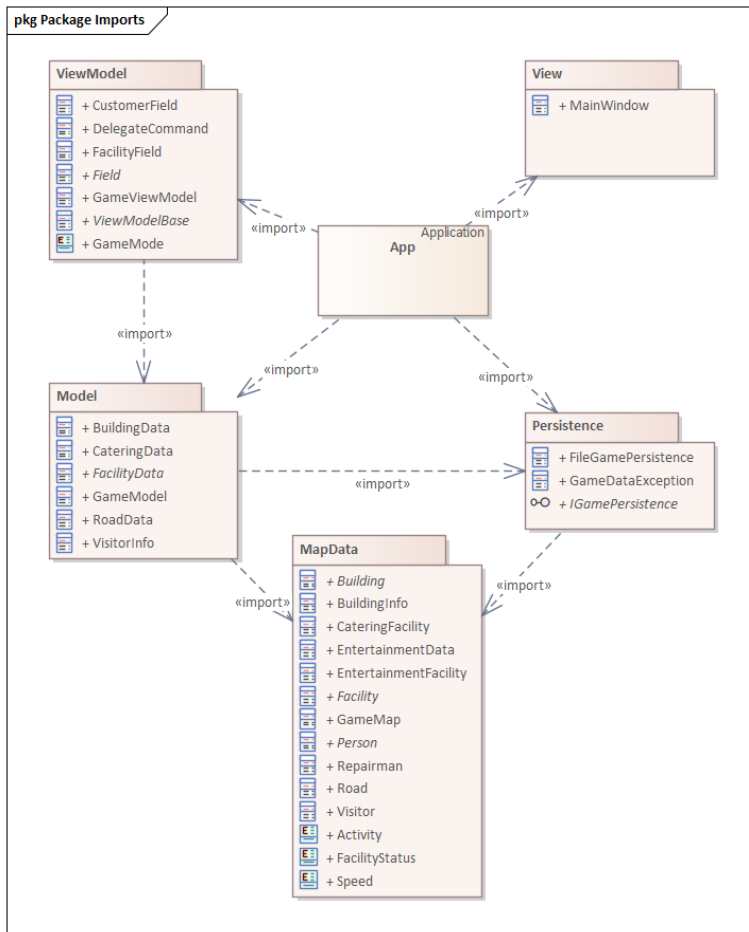 pkg Package Imports
ViewModel
+ CustomerField
+ DelegateCommand
+ FacilityField
+ Field
+ GameViewModel
+ ViewModelBase
+ GameMode
View
+ MainWindow
«import»
«import»
Application
App
«import»
«import»
«import»
Model
+ BuildingData
+ CateringData
+ FacilityData
+ GameModel
+ RoadData
+ VisitorInfo
Persistence
+ FileGamePersistence
+ GameDataException
+ IGamePersistence
«import»
«import»
«import»
MapData
+ Building
+ BuildingInfo
+ CateringFacility
+ EntertainmentData
+ EntertainmentFacility
+ Facility
+ GameMap
+ Person
+ Repairman
+ Road
+ Visitor
+ Activity
+ FacilityStatus
+ Speed